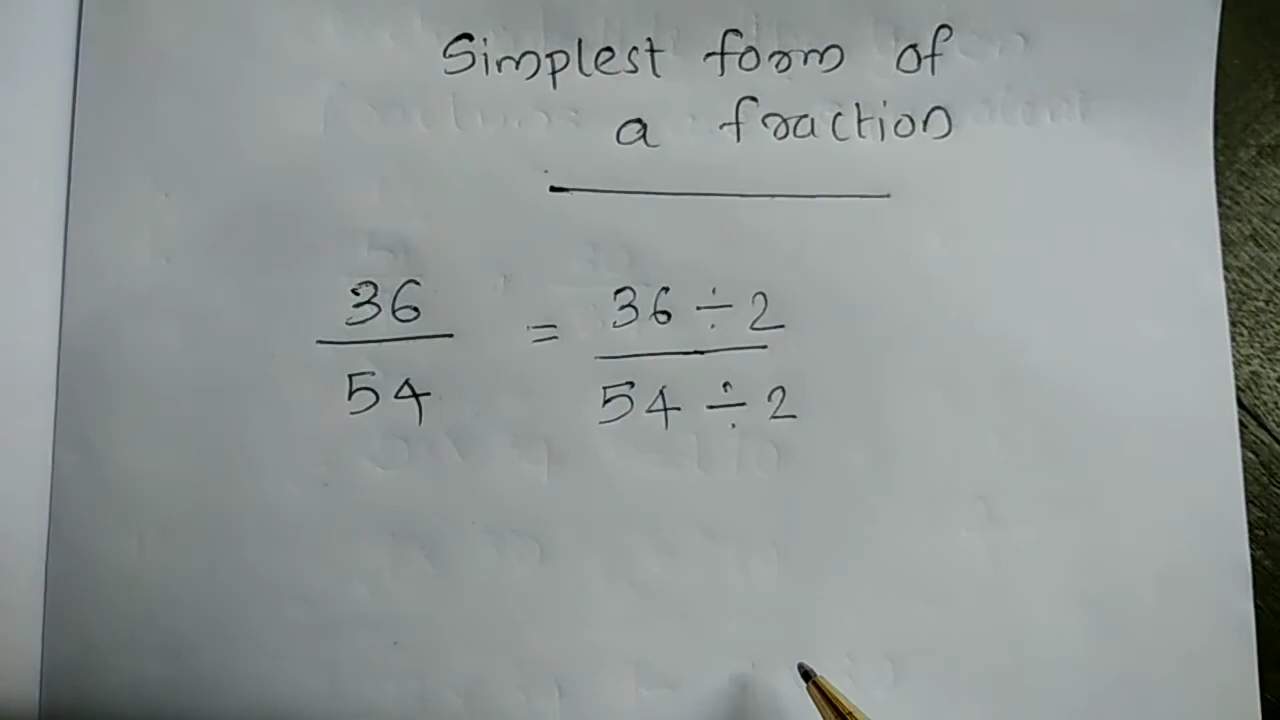 Simplest form of
a fraction
36/54 = 36 ÷ 2/54 ÷ 2